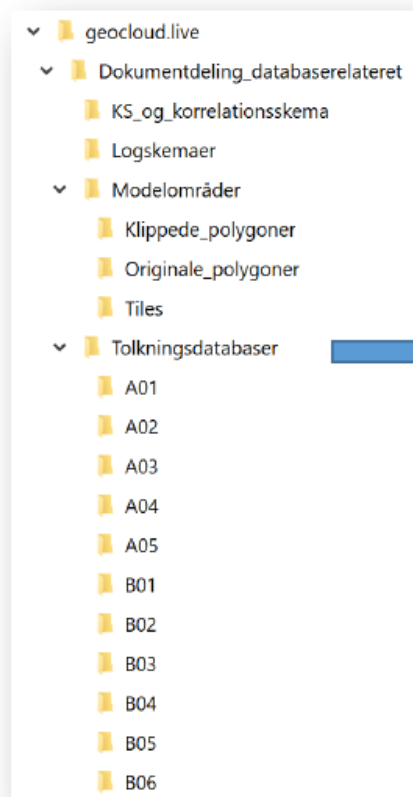 geocloud.live
Dokumentdeling_databaserelateret
KS_og_korrelationsskema
Logskemaer
Modelområder
Klippede_polygoner
Originale_polygoner
Tiles
Tolkningsdatabaser
A01
A02
A03
A04
A05
B01
B02
B03
B04
B05
B06